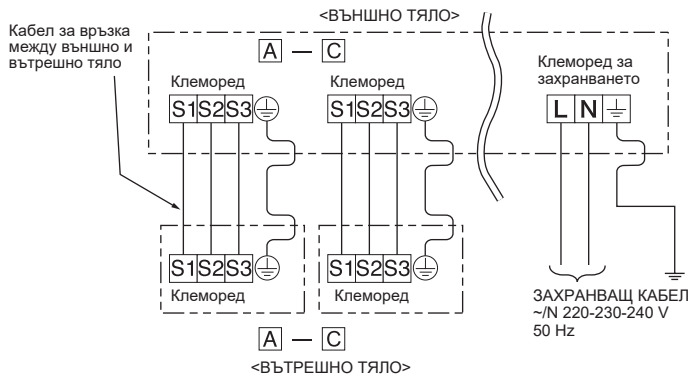 <ВЪНШНО ТЯЛО>
Кабел за връзка
между външно и
вътрешно тяло
A — C
Клеморед
S1 S2 S3
Клеморед
S1 S2 S3
Клеморед за
захранването
L N
S1 S2 S3
Клеморед
S1 S2 S3
Клеморед
ЗАХРАНВАЩ КАБЕЛ
~/N 220-230-240 V
50 Hz
A — C
<ВЪТРЕШНО ТЯЛО>